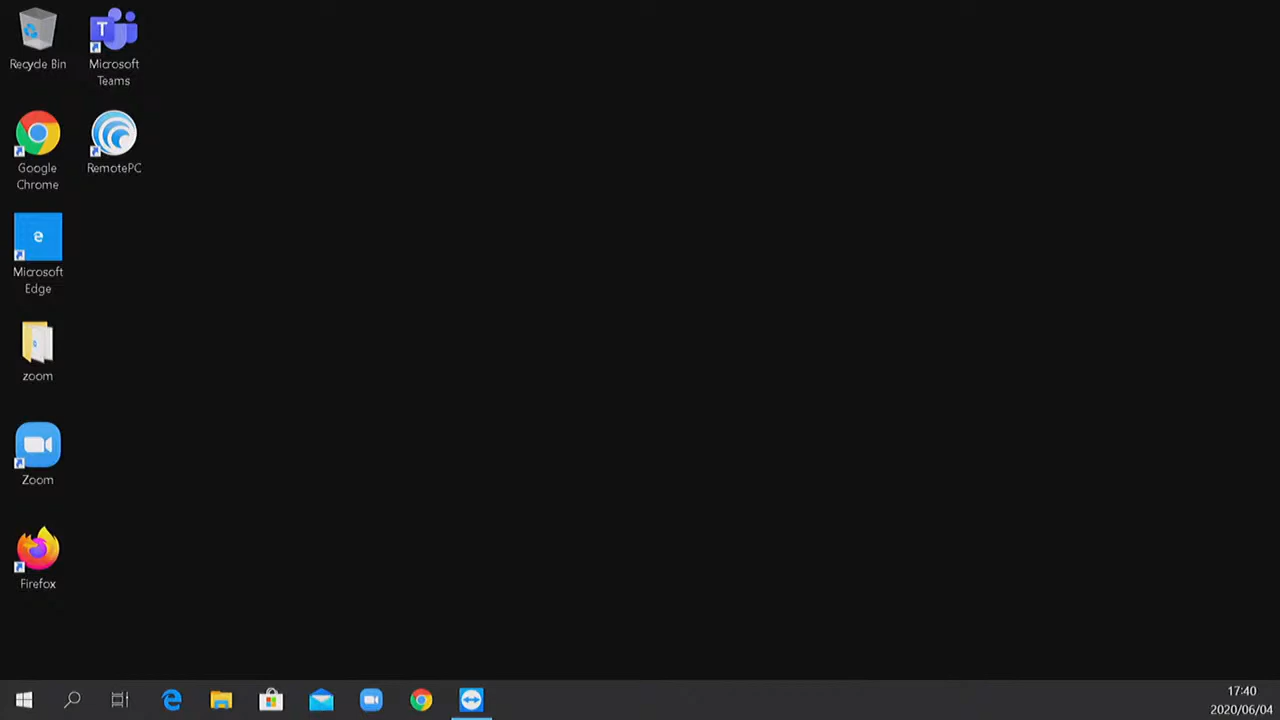 Recycle Bin
Microsoft
Teams
Google
Chrome
RemotePC
Microsoft
Edge
zoom
Zoom
Firefox
17:40
2020/06/04